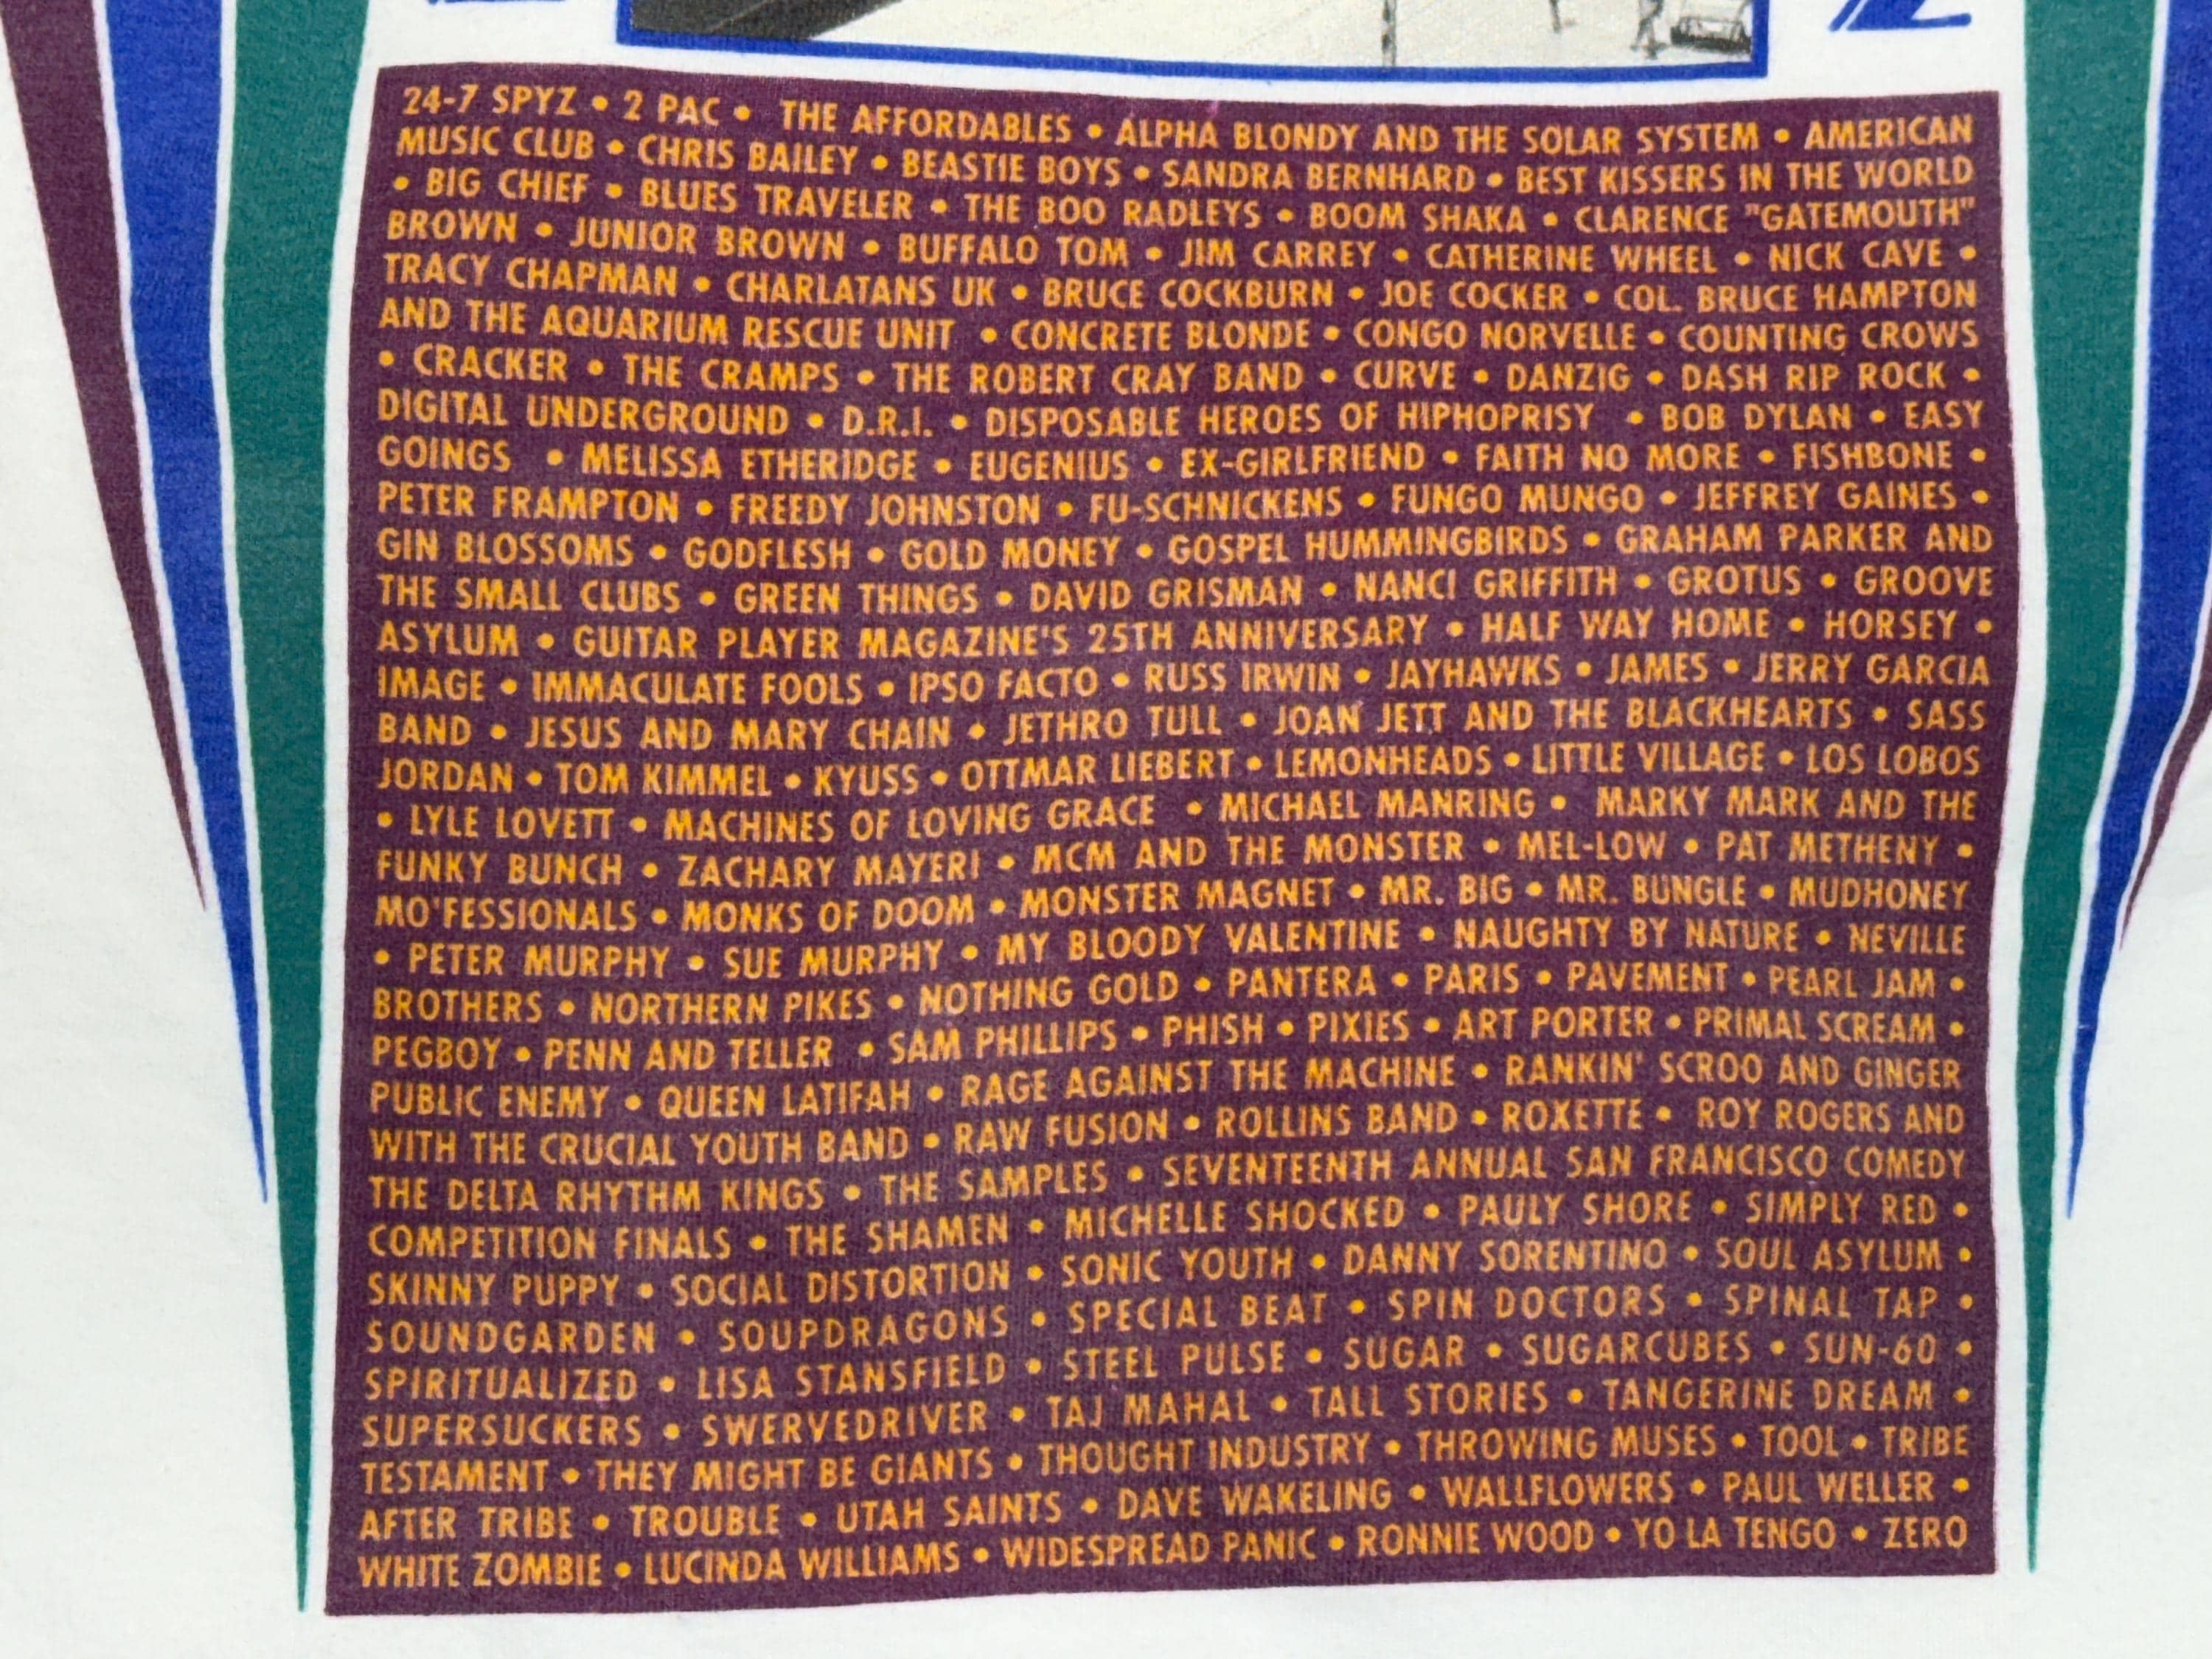 24-7 SPYZ • 2 PAC • THE AFFORDABLES • ALPHA BLONDY AND THE SOLAR SYSTEM • AMERICAN
MUSIC CLUB • CHRIS BAILEY • BEASTIE BOYS • SANDRA BERNHARD • BEST KISSERS IN THE WORLD
• BIG CHIEF • BLUES TRAVELER • THE BOO RADLEYS • BOOM SHAKA • CLARENCE "GATEMOUTH"
BROWN • JUNIOR BROWN • BUFFALO TOM • JIM CARREY • CATHERINE WHEEL • NICK CAVE •
TRACY CHAPMAN • CHARLATANS UK • BRUCE COCKBURN • JOE COCKER • COL. BRUCE HAMPTON
AND THE AQUARIUM RESCUE UNIT • CONCRETE BLONDE • CONGO NORVELLE • COUNTING CROWS
• CRACKER • THE CRAMPS • THE ROBERT CRAY BAND • CURVE • DANZIG • DASH RIP ROCK •
DIGITAL UNDERGROUND • D.R.I. • DISPOSABLE HEROES OF HIPHOPRISY • BOB DYLAN • EASY
GOINGS • MELISSA ETHERIDGE • EUGENIUS • EX-GIRLFRIEND • FAITH NO MORE • FISHBONE •
PETER FRAMPTON • FREEDY JOHNSTON • FU-SCHNICKENS • FUNGO MUNGO • JEFFREY GAINES •
GIN BLOSSOMS • GODFLESH • GOLD MONEY • GOSPEL HUMMINGBIRDS • GRAHAM PARKER AND
THE SMALL CLUBS • GREEN THINGS • DAVID GRISMAN • NANCI GRIFFITH • GROTUS • GROOVE
ASYLUM • GUITAR PLAYER MAGAZINE'S 25TH ANNIVERSARY • HALF WAY HOME • HORSEY •
IMAGE • IMMACULATE FOOLS • IPSO FACTO • RUSS IRWIN • JAYHAWKS • JAMES • JERRY GARCIA
BAND • JESUS AND MARY CHAIN • JETHRO TULL • JOAN JETT AND THE BLACKHEARTS • SASS
JORDAN • TOM KIMMEL • KYUSS • OTTMAR LIEBERT • LEMONHEADS • LITTLE VILLAGE • LOS LOBOS
• LYLE LOVETT • MACHINES OF LOVING GRACE • MICHAEL MANRING • MARKY MARK AND THE
FUNKY BUNCH • ZACHARY MAYERI • MCM AND THE MONSTER • MEL-LOW • PAT METHENY •
MO'FESSIONALS • MONKS OF DOOM • MONSTER MAGNET • MR. BIG • MR. BUNGLE • MUDHONEY
• PETER MURPHY • SUE MURPHY • MY BLOODY VALENTINE • NAUGHTY BY NATURE • NEVILLE
BROTHERS • NORTHERN PIKES • NOTHING GOLD • PANTERA • PARIS • PAVEMENT • PEARL JAM •
PEGBOY • PENN AND TELLER • SAM PHILLIPS • PHISH • PIXIES • ART PORTER • PRIMAL SCREAM •
PUBLIC ENEMY • QUEEN LATIFAH • RAGE AGAINST THE MACHINE • RANKIN' SCROO AND GINGER
WITH THE CRUCIAL YOUTH BAND • RAW FUSION • ROLLINS BAND • ROXETTE • ROY ROGERS AND
THE DELTA RHYTHM KINGS • THE SAMPLES • SEVENTEENTH ANNUAL SAN FRANCISCO COMEDY
COMPETITION FINALS • THE SHAMEN • MICHELLE SHOCKED • PAULY SHORE • SIMPLY RED •
SKINNY PUPPY • SOCIAL DISTORTION • SONIC YOUTH • DANNY SORENTINO • SOUL ASYLUM •
SOUNDGARDEN • SOUPDRAGONS • SPECIAL BEAT • SPIN DOCTORS • SPINAL TAP •
SPIRITUALIZED • LISA STANSFIELD • STEEL PULSE • SUGAR • SUGARCUBES • SUN-60 •
SUPERSUCKERS • SWERVEDRIVER • TAJ MAHAL • TALL STORIES • TANGERINE DREAM •
TESTAMENT • THEY MIGHT BE GIANTS • THOUGHT INDUSTRY • THROWING MUSES • TOOL • TRIBE
AFTER TRIBE • TROUBLE • UTAH SAINTS • DAVE WAKELING • WALLFLOWERS • PAUL WELLER •
WHITE ZOMBIE • LUCINDA WILLIAMS • WIDESPREAD PANIC • RONNIE WOOD • YO LA TENGO • ZERO